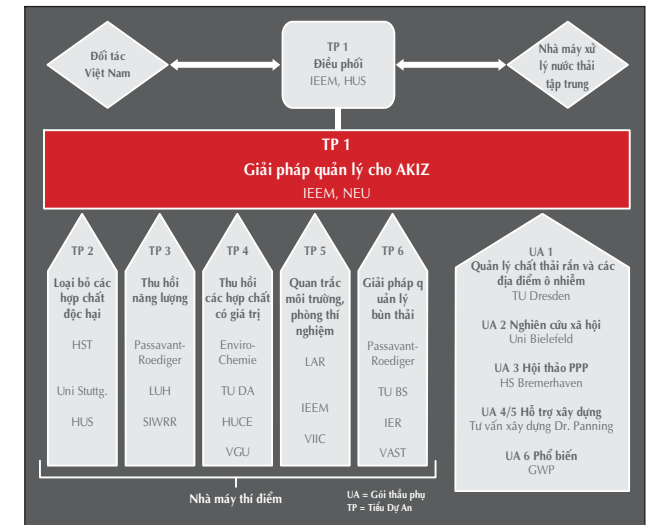 Đối tác
Việt Nam
TP 1
Điều phối
IEEM, HUS
Nhà máy xử
lý nước thải
tập trung
TP 1
Giải pháp quản lý cho AKIZ
IEEM, NEU
TP 2
Loại bỏ các
hợp chất
độc hại
HST
Uni Stuttg.
HUS
TP 3
Thu hồi
năng lượng
Passavant-
Roediger
LUH
SIWRR
TP 4
Thu hồi
các hợp chất
có giá trị
Enviro-
Chemie
TU DA
HUCE
VGU
TP 5
Quan trắc
môi trường,
phòng thí
nghiệm
LAR
IEEM
VIIC
TP 6
Giải pháp q
uản lý
bùn thải
Passavant-
Roediger
TU BS
IER
VAST
UA 1
Quản lý chất thải rắn và các
địa điểm ô nhiễm
TU Dresden
UA 2 Nghiên cứu xã hội
Uni Bielefeld
UA 3 Hội thảo PPP
HS Bremerhaven
UA 4/5 Hỗ trợ xây dựng
Tư vấn xây dựng Dr. Panning
UA 6 Phổ biến
GWP
Nhà máy thí điểm
UA = Gói thầu phụ
TP = Tiểu Dự Án